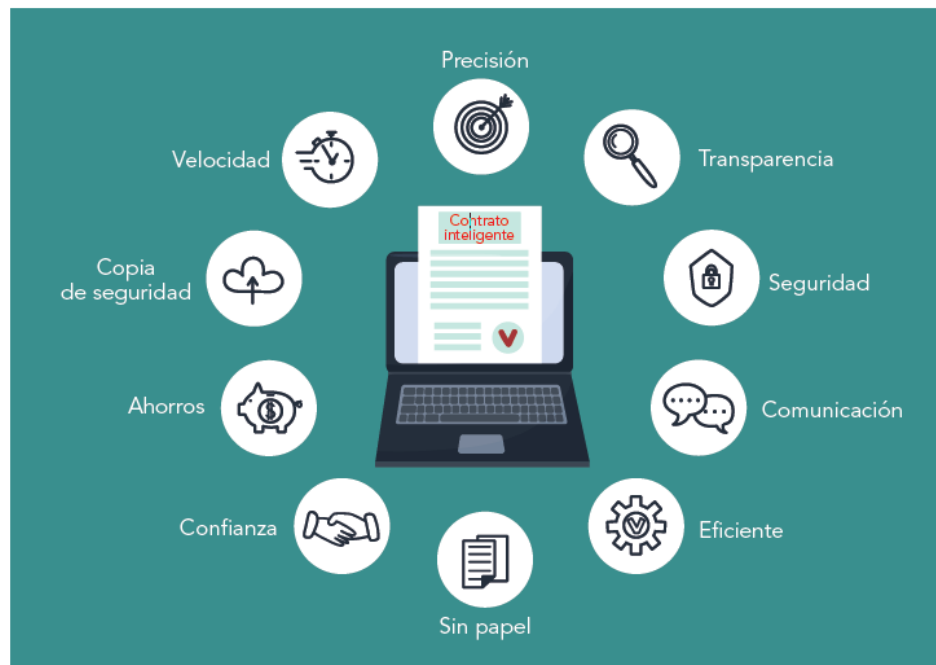 Precisión
Velocidad
Transparencia
Contrato
inteligente
Copia
de seguridad
Seguridad
Ahorros
Comunicación
Confianza
Eficiente
Sin papel